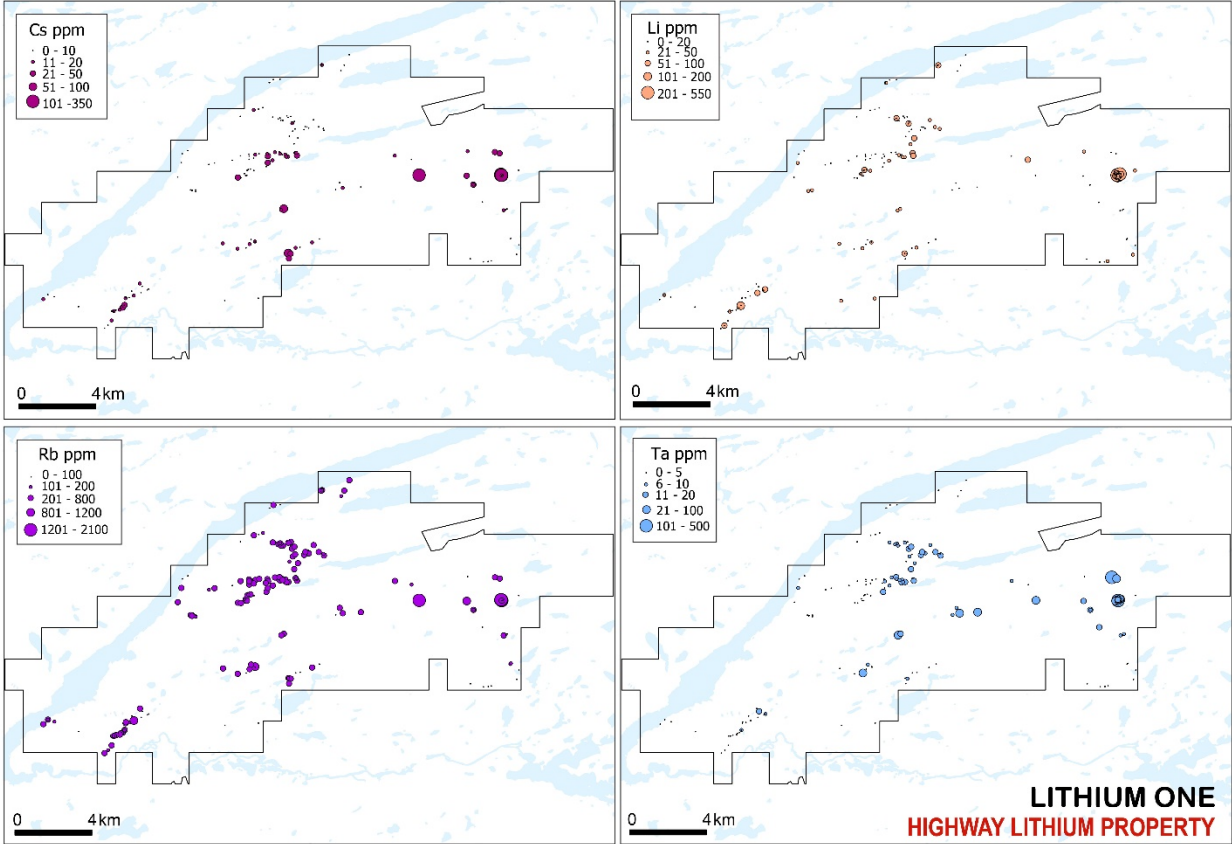 Cs ppm
0 - 10
11 - 20
21 - 50
51 - 100
101 -350
0 4km
Li ppm
0 - 20
21 - 50
51 - 100
101 - 200
201 - 550
0 4km
Rb ppm
0 - 100
101 - 200
201 - 800
801 - 1200
1201 - 2100
0 4km
Ta ppm
0 - 5
6 - 10
11 - 20
21 - 100
101 - 500
0 4km
LITHIUM ONE
HIGHWAY LITHIUM PROPERTY